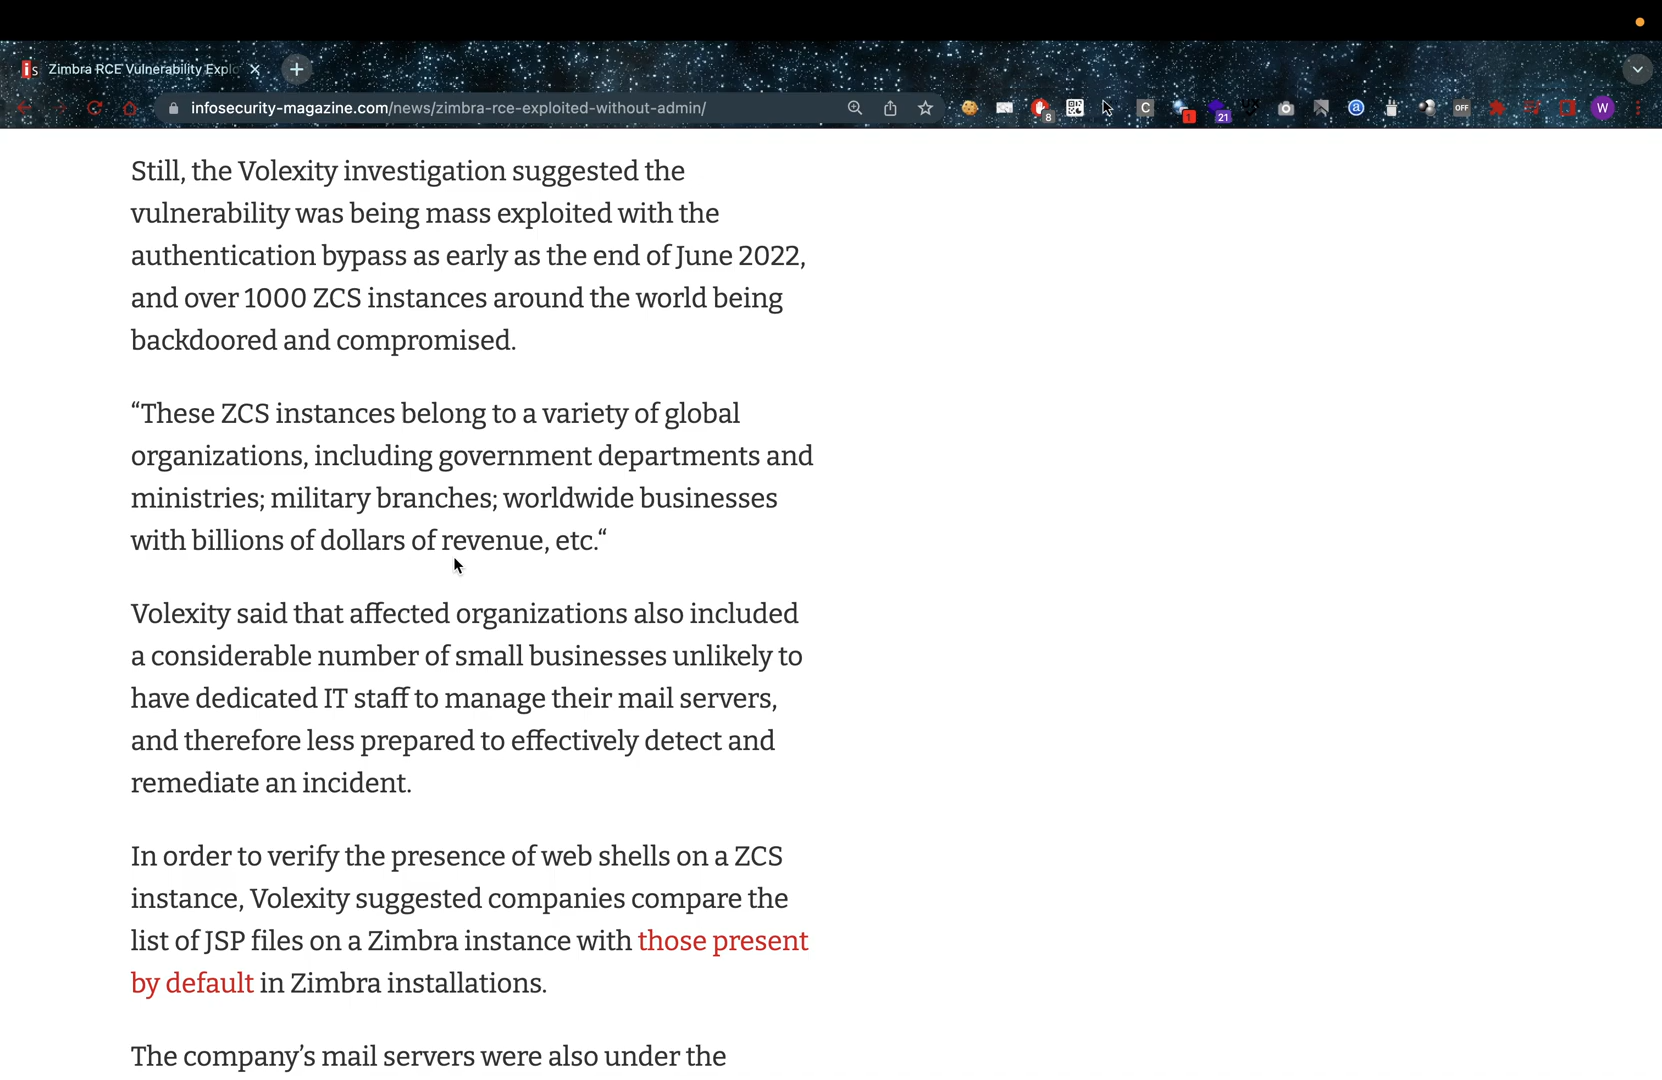 Zimbra RCE Vulnerability Explo
infosecurity-magazine.com/news/zimbra-rce-exploited-without-admin/
8
C
1
21
a
OFF
W
Still, the Volexity investigation suggested the
vulnerability was being mass exploited with the
authentication bypass as early as the end of June 2022,
and over 1000 ZCS instances around the world being
backdoored and compromised.
“These ZCS instances belong to a variety of global
organizations, including government departments and
ministries; military branches; worldwide businesses
with billions of dollars of revenue, etc.“
Volexity said that affected organizations also included
a considerable number of small businesses unlikely to
have dedicated IT staff to manage their mail servers,
and therefore less prepared to effectively detect and
remediate an incident.
In order to verify the presence of web shells on a ZCS
instance, Volexity suggested companies compare the
list of JSP files on a Zimbra instance with those present
by default in Zimbra installations.
The company’s mail servers were also under the